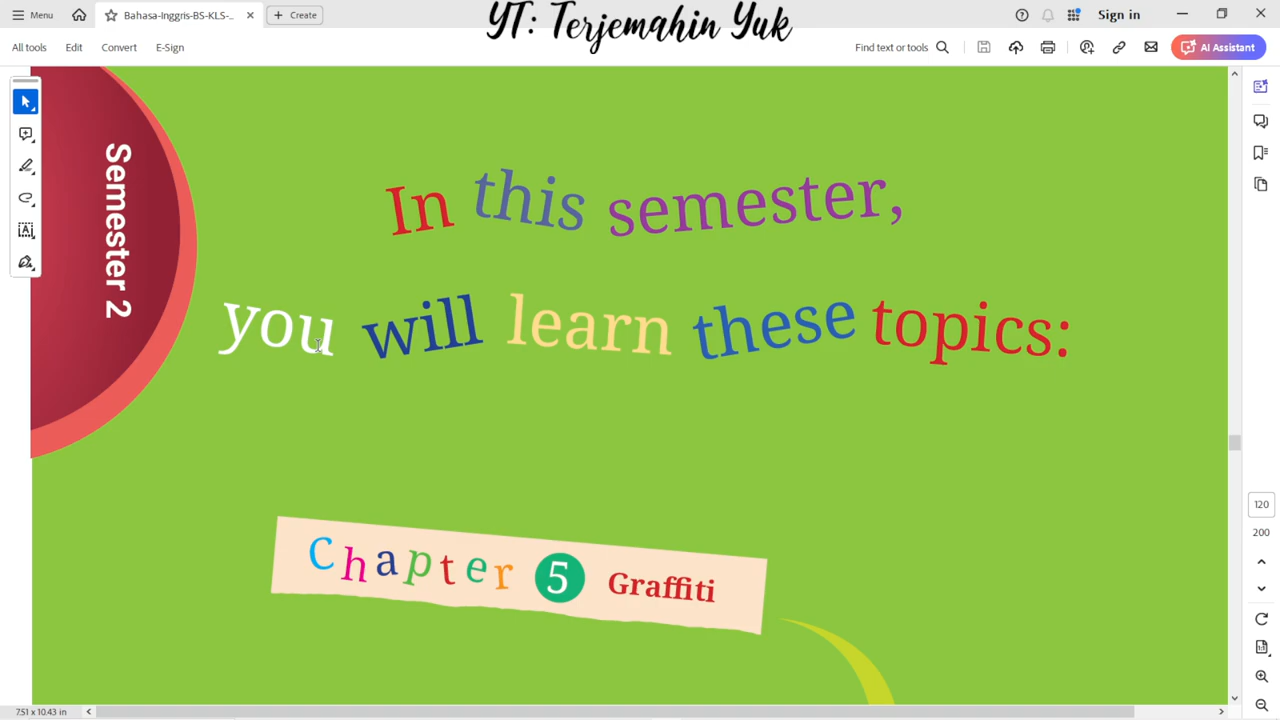 Menu
Bahasa-Inggris-BS-KLS-...
Create
YT: Terjemahin Yuk
Sign in
All tools Edit Convert E-Sign
Find text or tools
AI Assistant
Semester 2
In this semester,
you will learn these topics:
Chapter 5 Graffiti
120
200
7.51 x 10.43 in